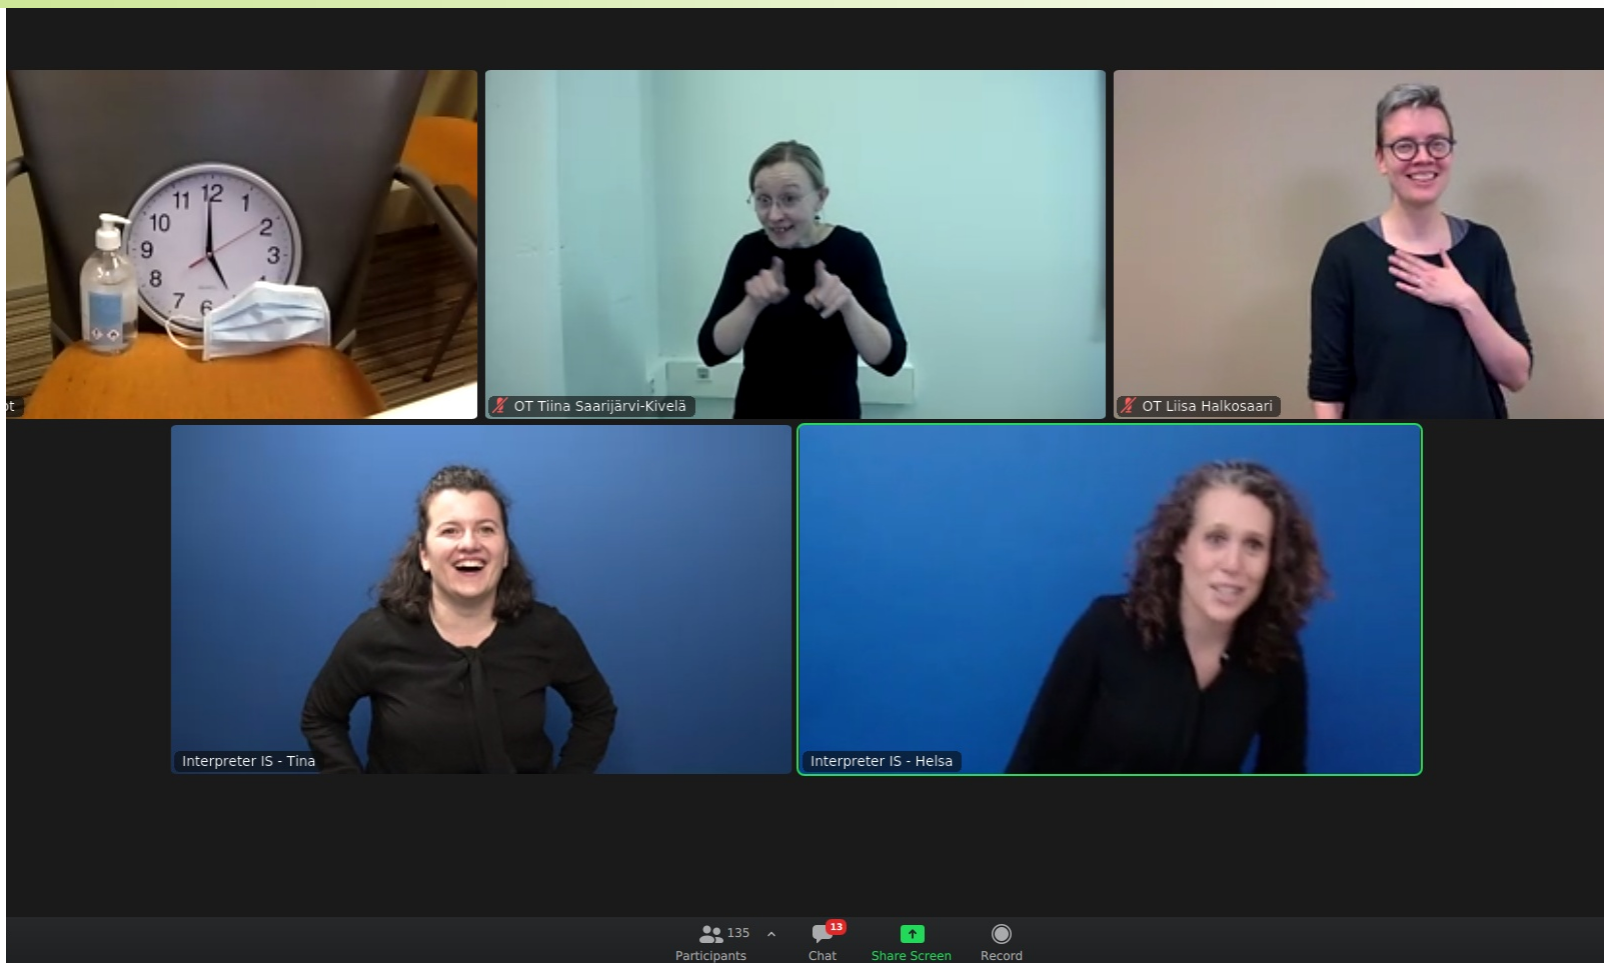 11 12 1
10 2
9 3
8
7 6
ot
OT Tiina Saarijärvi-Kivelä
OT Liisa Halkosaari
Interpreter IS - Tina
Interpreter IS - Helsa
135
13
Participants
Chat
Share Screen
Record